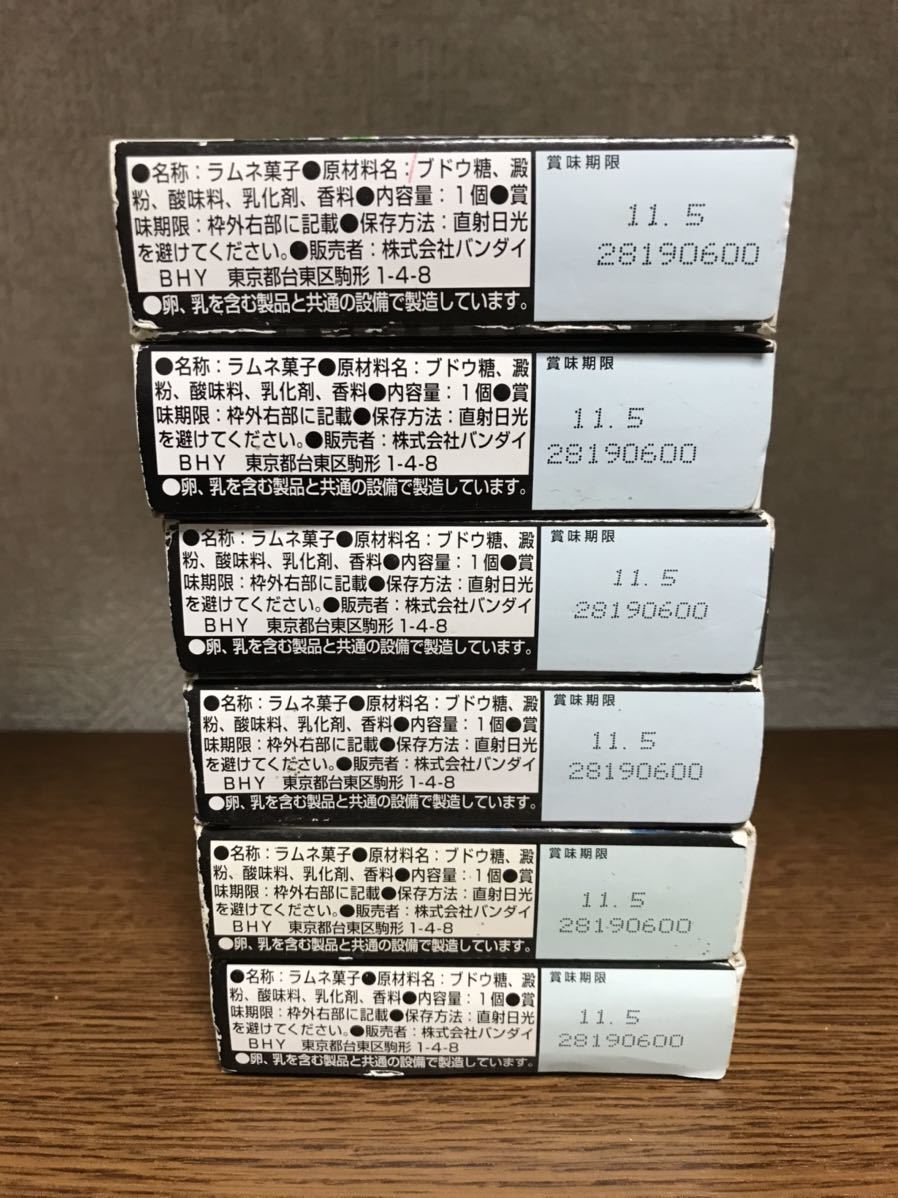 ●名称：ラムネ菓子●原材料名：ブドウ糖、澱
粉、酸味料、乳化剤、香料●内容量：1個●賞
味期限：枠外右部に記載●保存方法：直射日光
を避けてください。●販売者：株式会社バンダイ
BHY 東京都台東区駒形1-4-8
●卵、乳を含む製品と共通の設備で製造しています。
賞味期限
11.5
28190600
●名称：ラムネ菓子●原材料名：ブドウ糖、澱
粉、酸味料、乳化剤、香料●内容量：1個●賞
味期限：枠外右部に記載●保存方法：直射日光
を避けてください。●販売者：株式会社バンダイ
BHY 東京都台東区駒形1-4-8
●卵、乳を含む製品と共通の設備で製造しています。
賞味期限
11.5
28190600
●名称：ラムネ菓子●原材料名：ブドウ糖、澱
粉、酸味料、乳化剤、香料●内容量：1個●賞
味期限：枠外右部に記載●保存方法：直射日光
を避けてください。●販売者：株式会社バンダイ
BHY 東京都台東区駒形1-4-8
●卵、乳を含む製品と共通の設備で製造しています。
賞味期限
11.5
28190600
●名称：ラムネ菓子●原材料名：ブドウ糖、澱
粉、酸味料、乳化剤、香料●内容量：1個●賞
味期限：枠外右部に記載●保存方法：直射日光
を避けてください。●販売者：株式会社バンダイ
BHY 東京都台東区駒形1-4-8
●卵、乳を含む製品と共通の設備で製造しています。
賞味期限
11.5
28190600
●名称：ラムネ菓子●原材料名：ブドウ糖、澱
粉、酸味料、乳化剤、香料●内容量：1個●賞
味期限：枠外右部に記載●保存方法：直射日光
を避けてください。●販売者：株式会社バンダイ
BHY 東京都台東区駒形1-4-8
●卵、乳を含む製品と共通の設備で製造しています。
賞味期限
11.5
28190600
●名称：ラムネ菓子●原材料名：ブドウ糖、澱
粉、酸味料、乳化剤、香料●内容量：1個●賞
味期限：枠外右部に記載●保存方法：直射日光
を避けてください。●販売者：株式会社バンダイ
BHY 東京都台東区駒形1-4-8
●卵、乳を含む製品と共通の設備で製造しています。
賞味期限
11.5
28190600